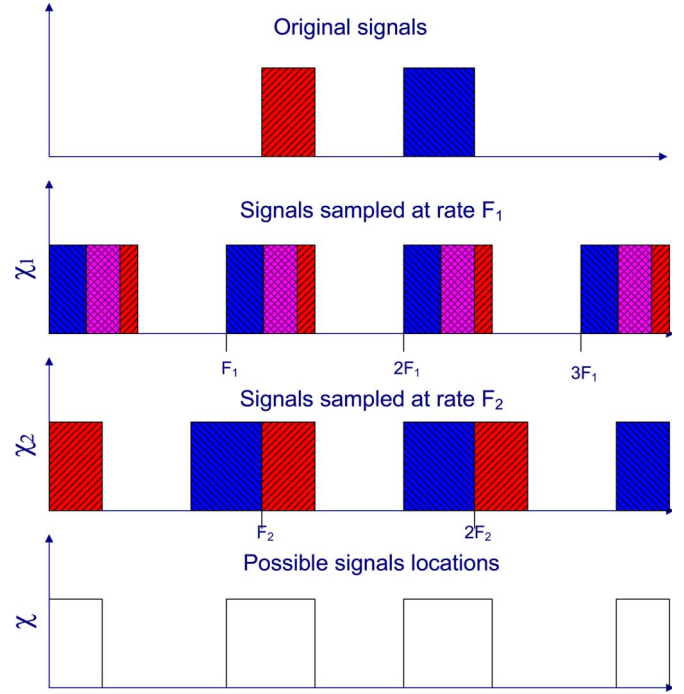 Original signals
Signals sampled at rate F₁
χ₁
F₁ 2F₁ 3F₁
Signals sampled at rate F₂
χ₂
F₂ 2F₂
Possible signals locations
χ